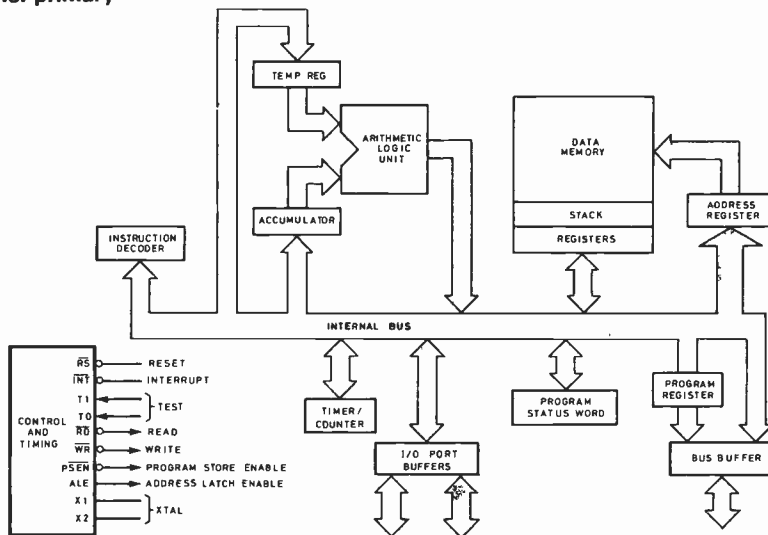 primary
TEMP REG
ARITHMETIC
LOGIC
UNIT
DATA
MEMORY
STACK
REGISTERS
ADDRESS
REGISTER
ACCUMULATOR
INSTRUCTION
DECODER
INTERNAL BUS
TIMER/
COUNTER
I/O PORT
BUFFERS
PROGRAM
STATUS WORD
PROGRAM
REGISTER
BUS BUFFER
CONTROL
AND
TIMING
RS RESET
INT INTERRUPT
T1
T0
TEST
RD READ
WR WRITE
PSEN PROGRAM STORE ENABLE
ALE ADDRESS LATCH ENABLE
X1
X2
XTAL